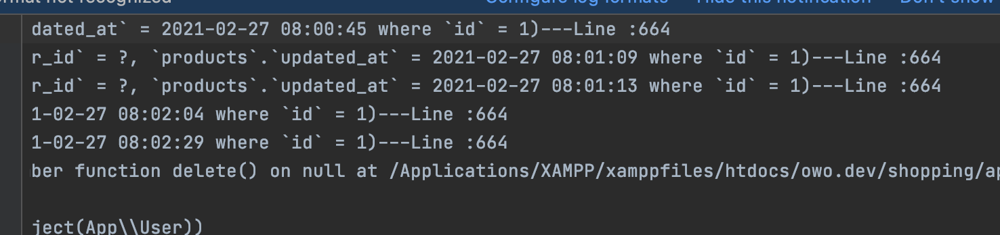 ormat not recognized Configure log formats Hide this notification Don't show
dated_at` = 2021-02-27 08:00:45 where `id` = 1)---Line :664
r_id` = ?, `products`.`updated_at` = 2021-02-27 08:01:09 where `id` = 1)---Line :664
r_id` = ?, `products`.`updated_at` = 2021-02-27 08:01:13 where `id` = 1)---Line :664
1-02-27 08:02:04 where `id` = 1)---Line :664
1-02-27 08:02:29 where `id` = 1)---Line :664
ber function delete() on null at /Applications/XAMPP/xamppfiles/htdocs/owo.dev/shopping/ap
ject(App\\User))